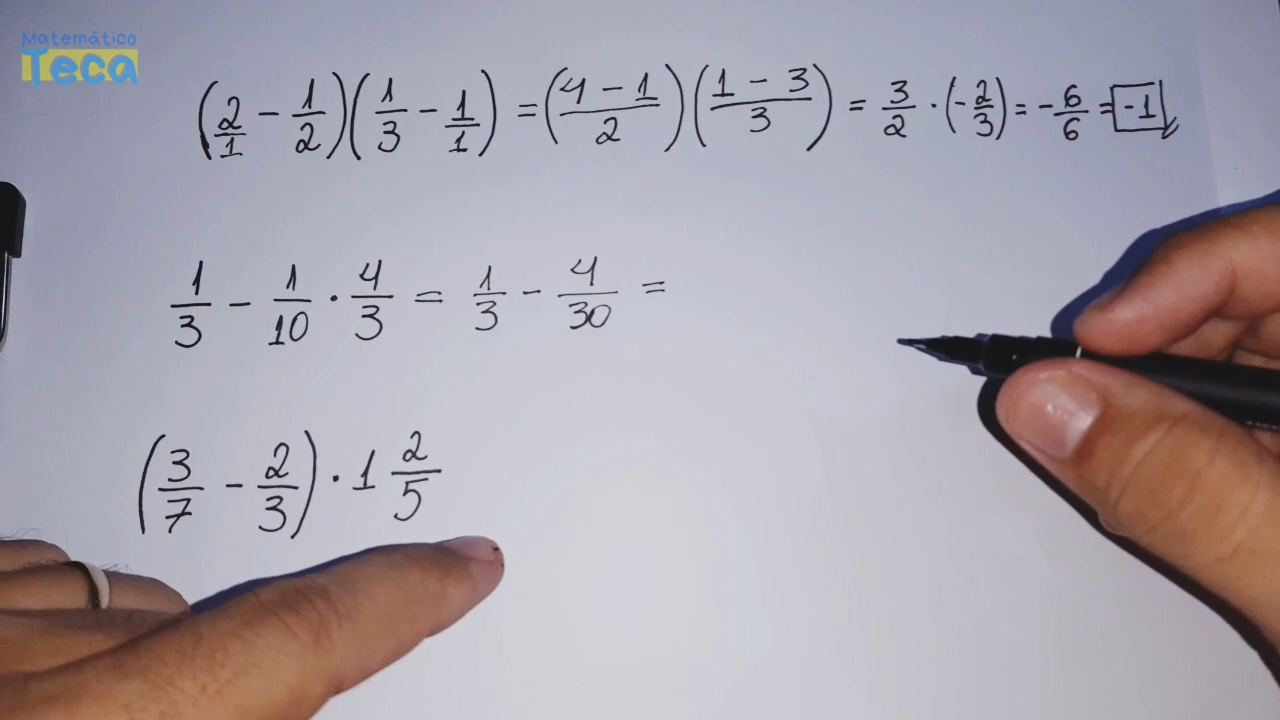 Matemático
Teca
(2/1 - 1/2)(1/3 - 1/1) = (4 - 1/2)(1 - 3/3) = 3/2 · (-2/3) = -6/6 = -1
1/3 - 1/10 · 4/3 = 1/3 - 4/30 =
(3/7 - 2/3) · 1 2/5